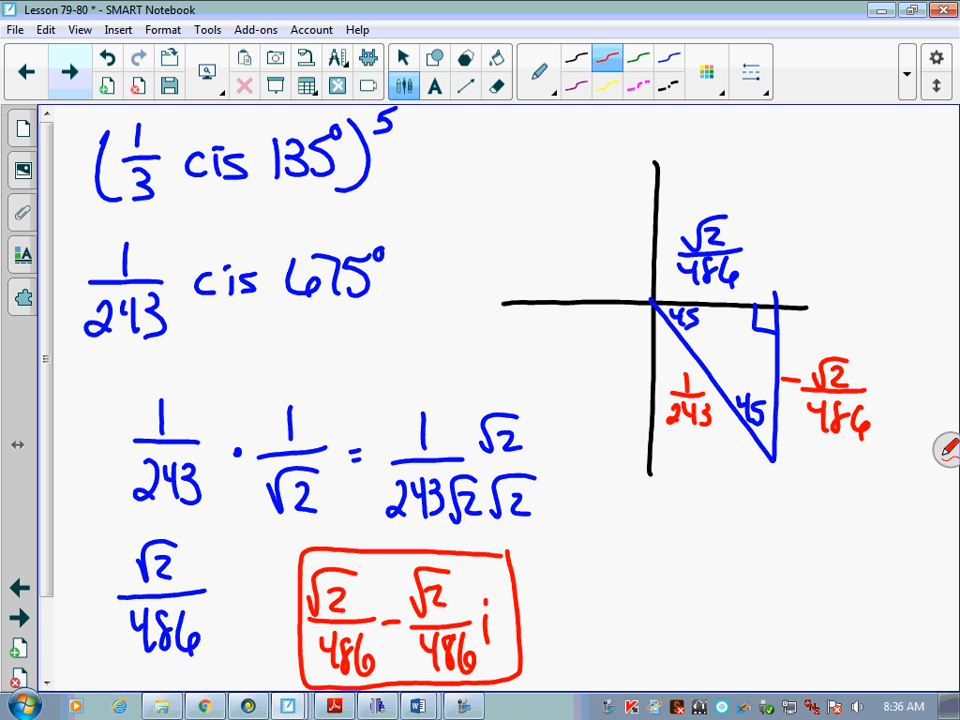 Lesson 79-80 * - SMART Notebook
File Edit View Insert Format Tools Add-ons Account Help
(1/3 cis 135°)^5
1/243 cis 675°
1/243 · 1/√2 = 1 √2 / 243√2 √2
√2/486
√2/486 - √2/486 i
√2/486
45
1/243
45
- √2/486
8:36 AM